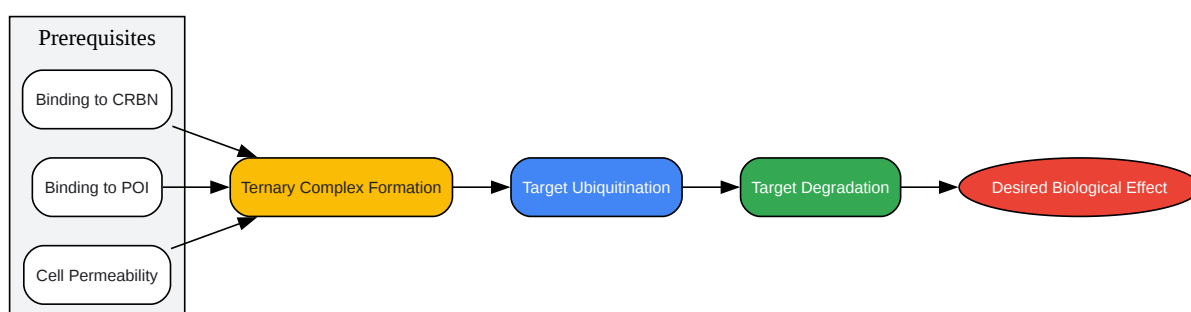 Prerequisites
Binding to CRBN
Binding to POI
Cell Permeability
Ternary Complex Formation
Target Ubiquitination
Target Degradation
Desired Biological Effect